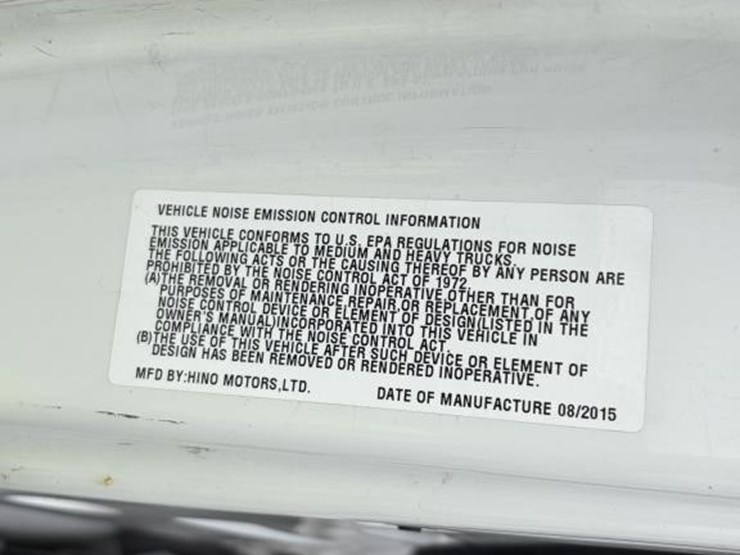 VEHICLE NOISE EMISSION CONTROL INFORMATION
THIS VEHICLE CONFORMS TO U.S. EPA REGULATIONS FOR NOISE
EMISSION APPLICABLE TO MEDIUM AND HEAVY TRUCKS.
THE FOLLOWING ACTS OR THE CAUSING THEREOF BY ANY PERSON ARE
PROHIBITED BY THE NOISE CONTROL ACT OF 1972.
(A)THE REMOVAL OR RENDERING INOPERATIVE,OTHER THAN FOR
PURPOSES OF MAINTENANCE,REPAIR,OR REPLACEMENT,OF ANY
NOISE CONTROL DEVICE OR ELEMENT OF DESIGN(LISTED IN THE
OWNER'S MANUAL)INCORPORATED INTO THIS VEHICLE IN
COMPLIANCE WITH THE NOISE CONTROL ACT.
(B)THE USE OF THIS VEHICLE AFTER SUCH DEVICE OR ELEMENT OF
DESIGN HAS BEEN REMOVED OR RENDERED INOPERATIVE.
MFD BY:HINO MOTORS,LTD. DATE OF MANUFACTURE 08/2015